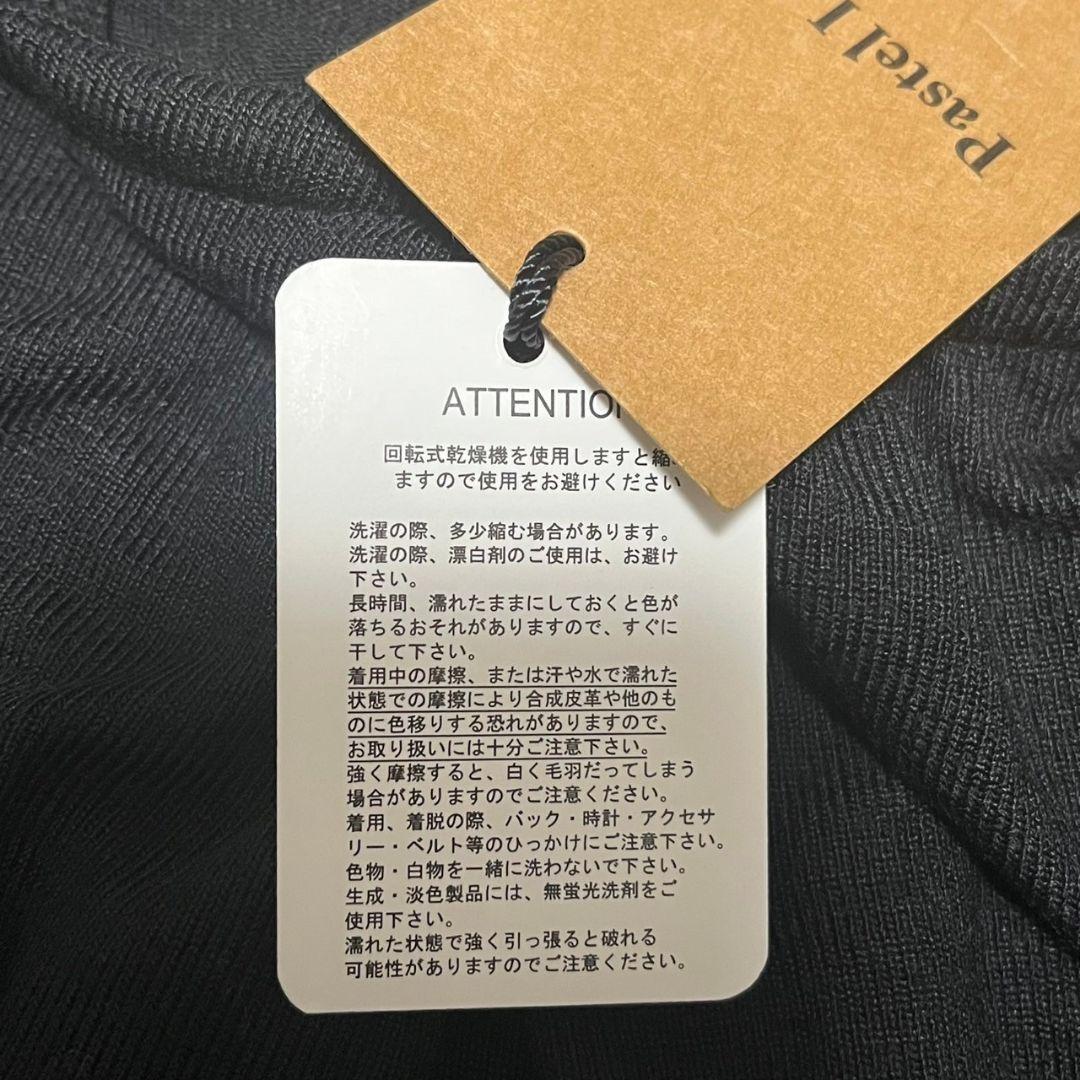 Pastel
ATTENTIO
回転式乾燥機を使用しますと縮
ますので使用をお避けください
洗濯の際、多少縮む場合があります。
洗濯の際、漂白剤のご使用は、お避け
下さい。
長時間、濡れたままにしておくと色が
落ちるおそれがありますので、すぐに
干して下さい。
着用中の摩擦、または汗や水で濡れた
状態での摩擦により合成皮革や他のも
のに色移りする恐れがありますので、
お取り扱いには十分ご注意下さい。
強く摩擦すると、白く毛羽だってしまう
場合がありますのでご注意ください。
着用、着脱の際、バック・時計・アクセサ
リー・ベルト等のひっかけにご注意下さい。
色物・白物を一緒に洗わないで下さい。
生成・淡色製品には、無蛍光洗剤をご
使用下さい。
濡れた状態で強く引っ張ると破れる
可能性がありますのでご注意ください。